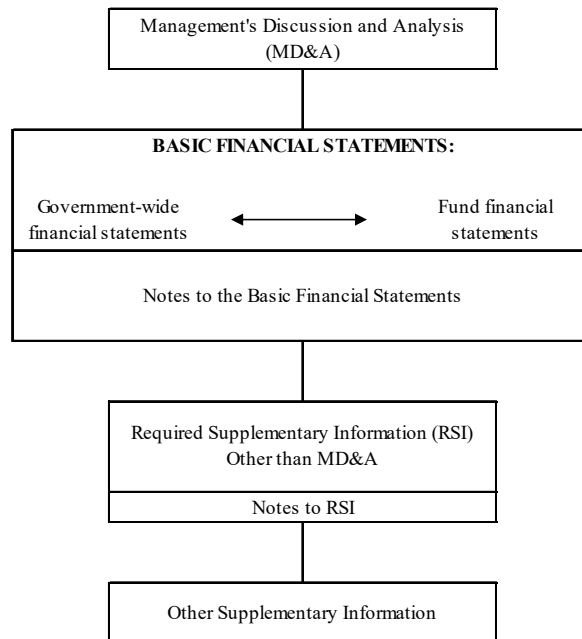 Management's Discussion and Analysis
(MD&A)
BASIC FINANCIAL STATEMENTS:
Government-wide
financial statements
Fund financial
statements
Notes to the Basic Financial Statements
Required Supplementary Information (RSI)
Other than MD&A
Notes to RSI
Other Supplementary Information